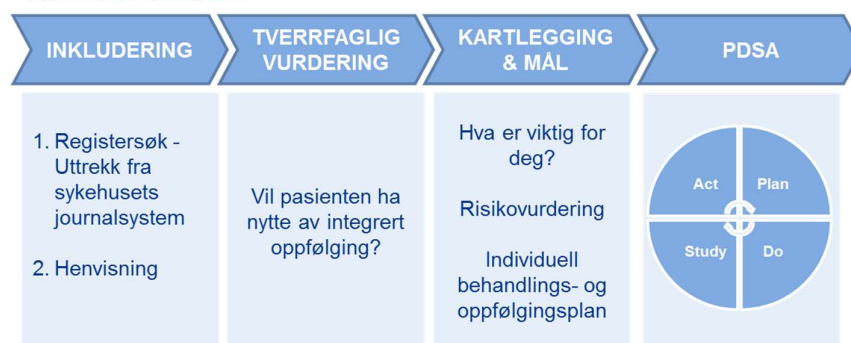 INKLUDERING
TVERRFAGLIG
VURDERING
KARTLEGGING
& MÅL
PDSA
1. Registersøk -
Uttrekk fra
sykehusets
journalsystem
2. Henvisning
Vil pasienten ha
nytte av integrert
oppfølging?
Hva er viktig for
deg?
Risikovurdering
Individuell
behandlings- og
oppfølgingsplan
Act
Plan
Study
Do